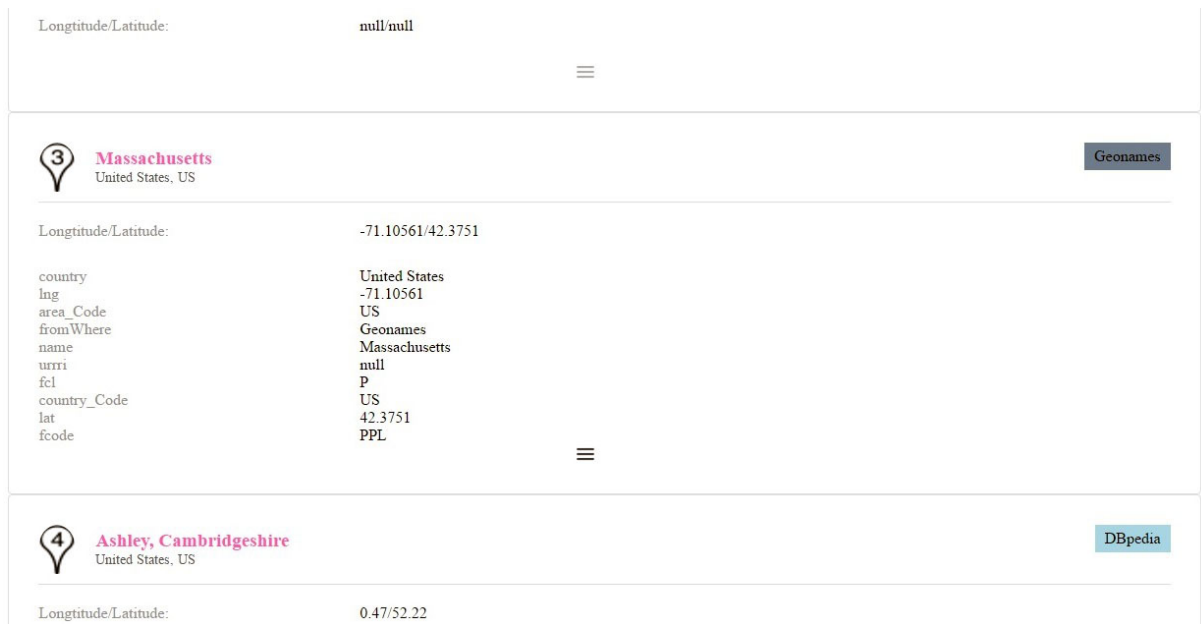 Longtitude/Latitude: null/null
3 Massachusetts Geonames
United States, US
Longtitude/Latitude: -71.10561/42.3751
country United States
lng -71.10561
area_Code US
fromWhere Geonames
name Massachusetts
urrri null
fcl P
country_Code US
lat 42.3751
fcode PPL
4 Ashley, Cambridgeshire DBpedia
United States, US
Longtitude/Latitude: 0.47/52.22